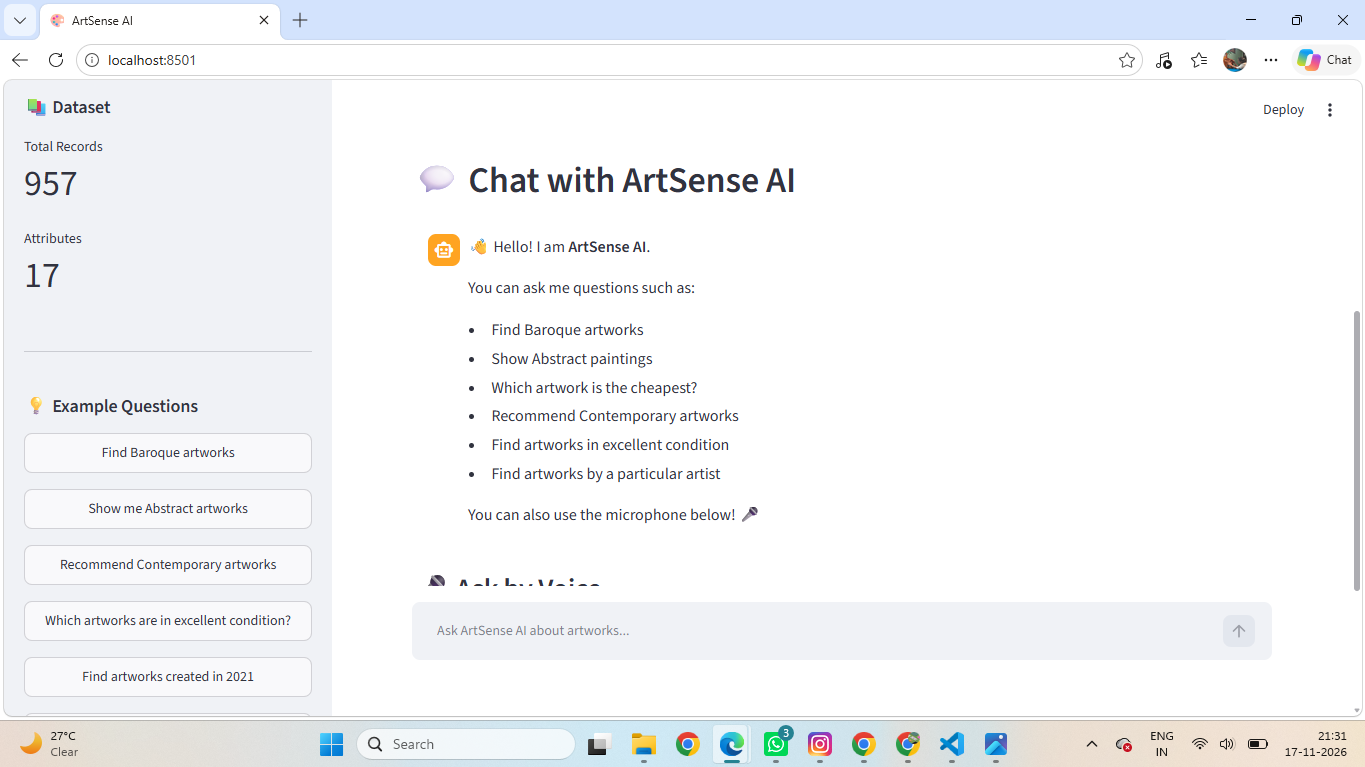 ArtSense AI
localhost:8501
Chat
Dataset
Total Records
957
Attributes
17
Example Questions
Find Baroque artworks
Show me Abstract artworks
Recommend Contemporary artworks
Which artworks are in excellent condition?
Find artworks created in 2021
Deploy
Chat with ArtSense AI
Hello! I am ArtSense AI.
You can ask me questions such as:
Find Baroque artworks
Show Abstract paintings
Which artwork is the cheapest?
Recommend Contemporary artworks
Find artworks in excellent condition
Find artworks by a particular artist
You can also use the microphone below!
Ask by Voice
Ask ArtSense AI about artworks...
27°C
Clear
Search
3
ENG
IN
21:31
17-11-2026